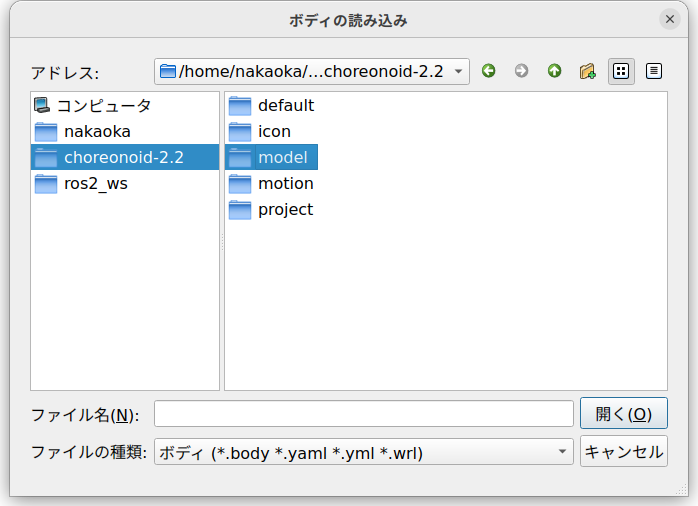 ボディの読み込み
アドレス: /home/nakaoka/...choreonoid-2.2
コンピュータ
nakaoka
choreonoid-2.2
ros2_ws
default
icon
model
motion
project
ファイル名(N): 開く(O)
ファイルの種類: ボディ (*.body *.yaml *.yml *.wrl) キャンセル